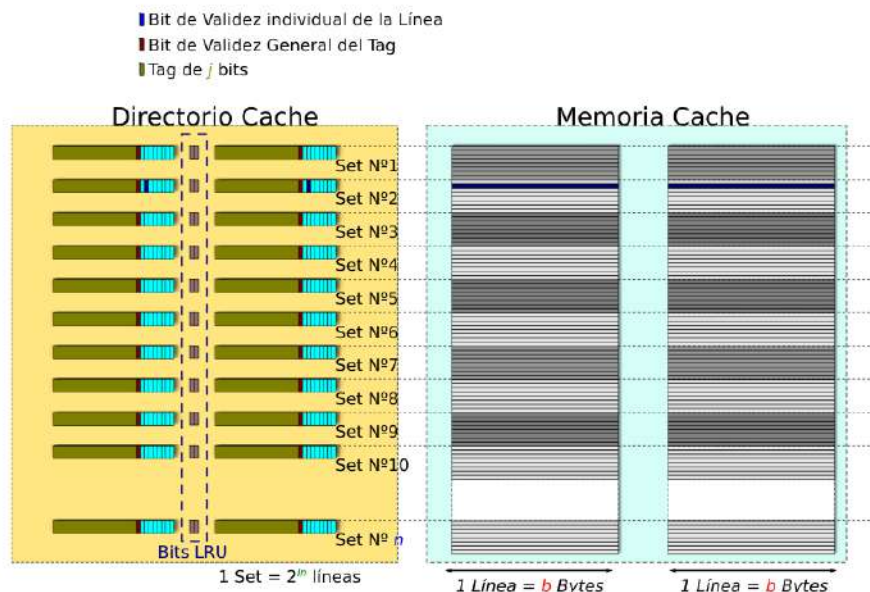 Bit de Validez individual de la Línea
Bit de Validez General del Tag
Tag de j bits
Directorio Cache
Memoria Cache
Set Nº1
Set Nº2
Set Nº3
Set Nº4
Set Nº5
Set Nº6
Set Nº7
Set Nº8
Set Nº9
Set Nº10
Set Nº n
Bits LRU
1 Set = 2ˡⁿ líneas
1 Línea = b Bytes
1 Línea = b Bytes